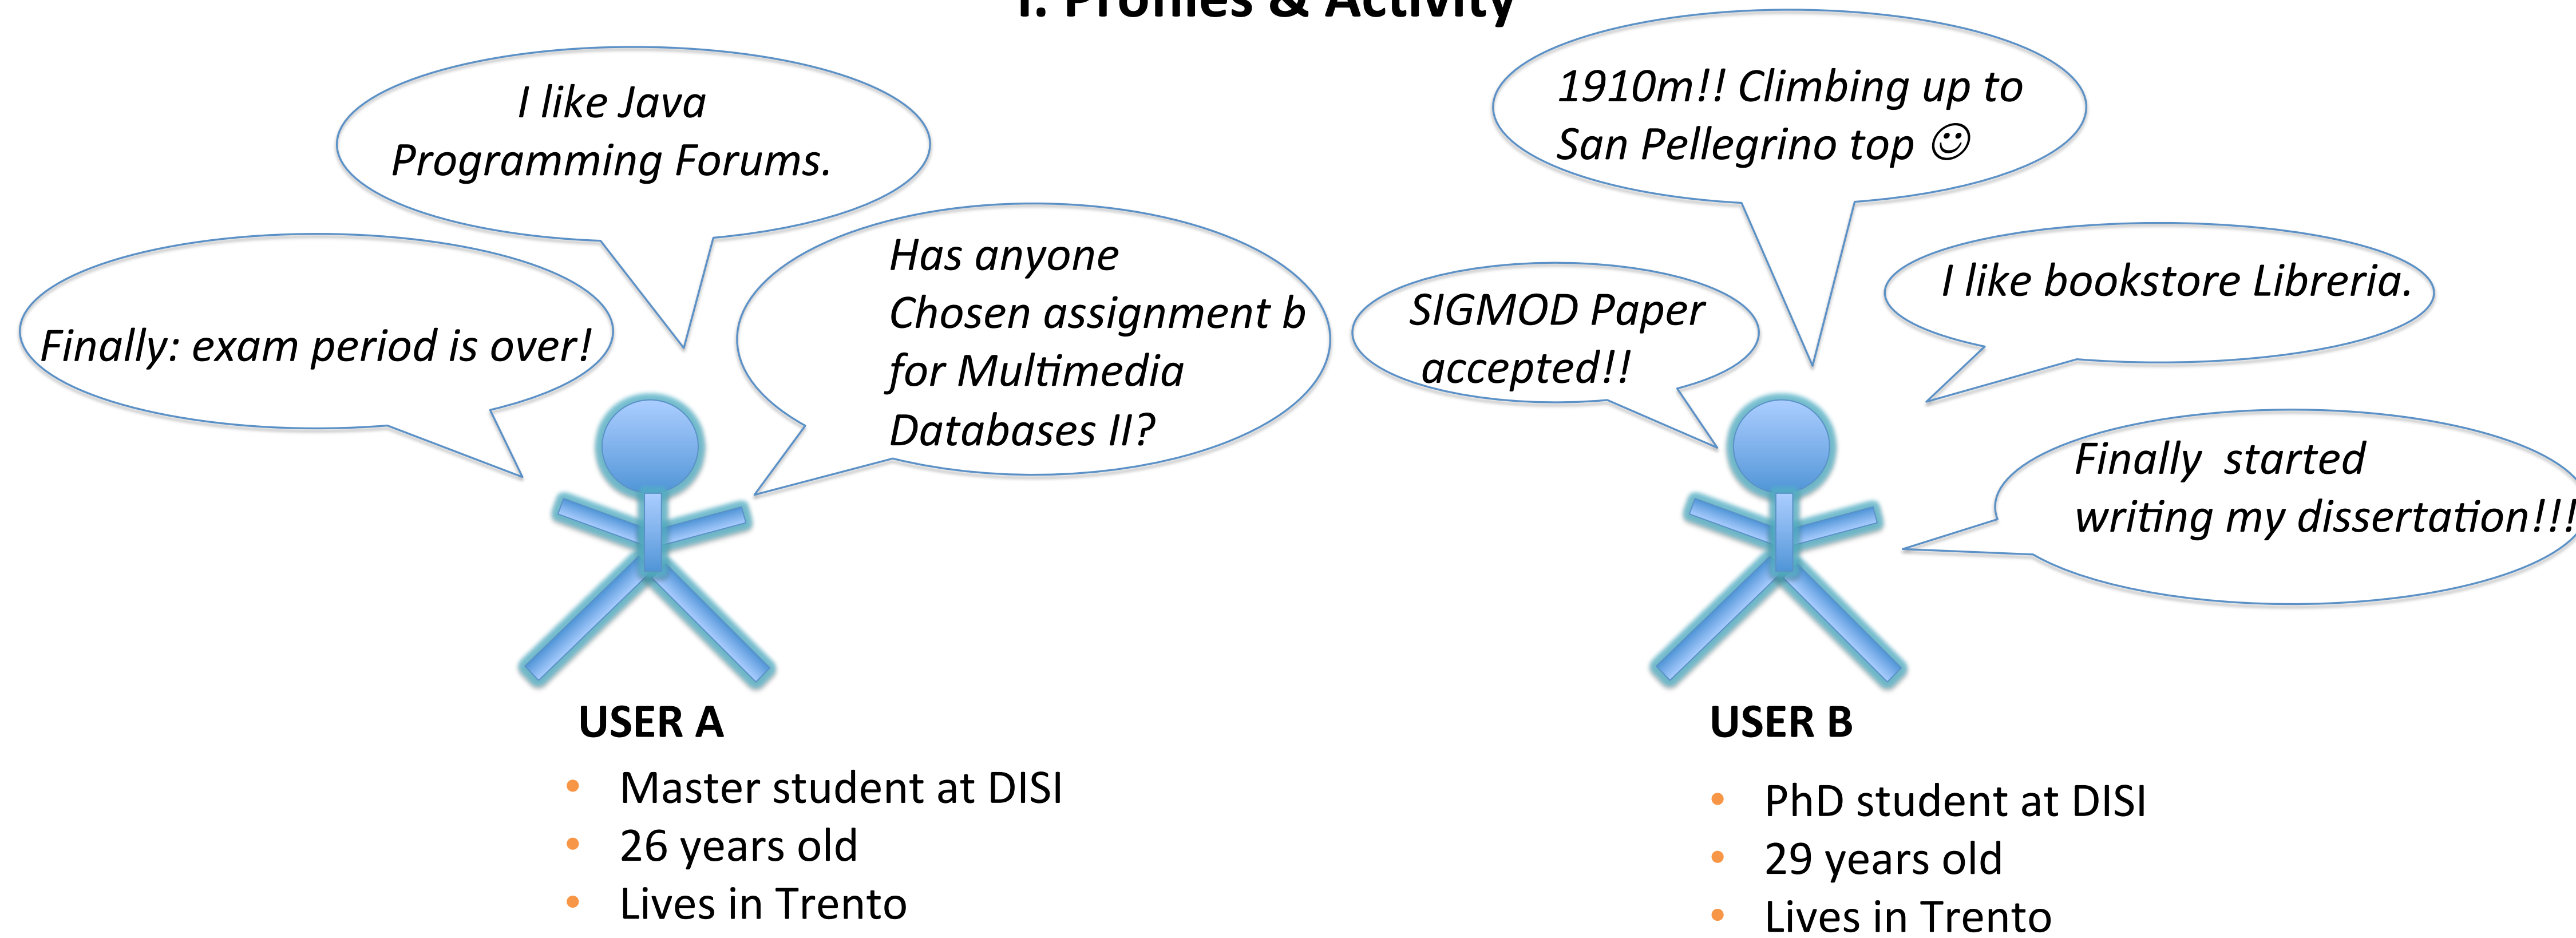 I. Profiles & Activity
I like Java
Programming Forums.
Finally: exam period is over!
Has anyone
Chosen assignment b
for Multimedia
Databases II?
1910m!! Climbing up to
San Pellegrino top ☺
SIGMOD Paper
accepted!!
I like bookstore Libreria.
Finally started
writing my dissertation!!!
USER A
• Master student at DISI
• 26 years old
• Lives in Trento
USER B
• PhD student at DISI
• 29 years old
• Lives in Trento